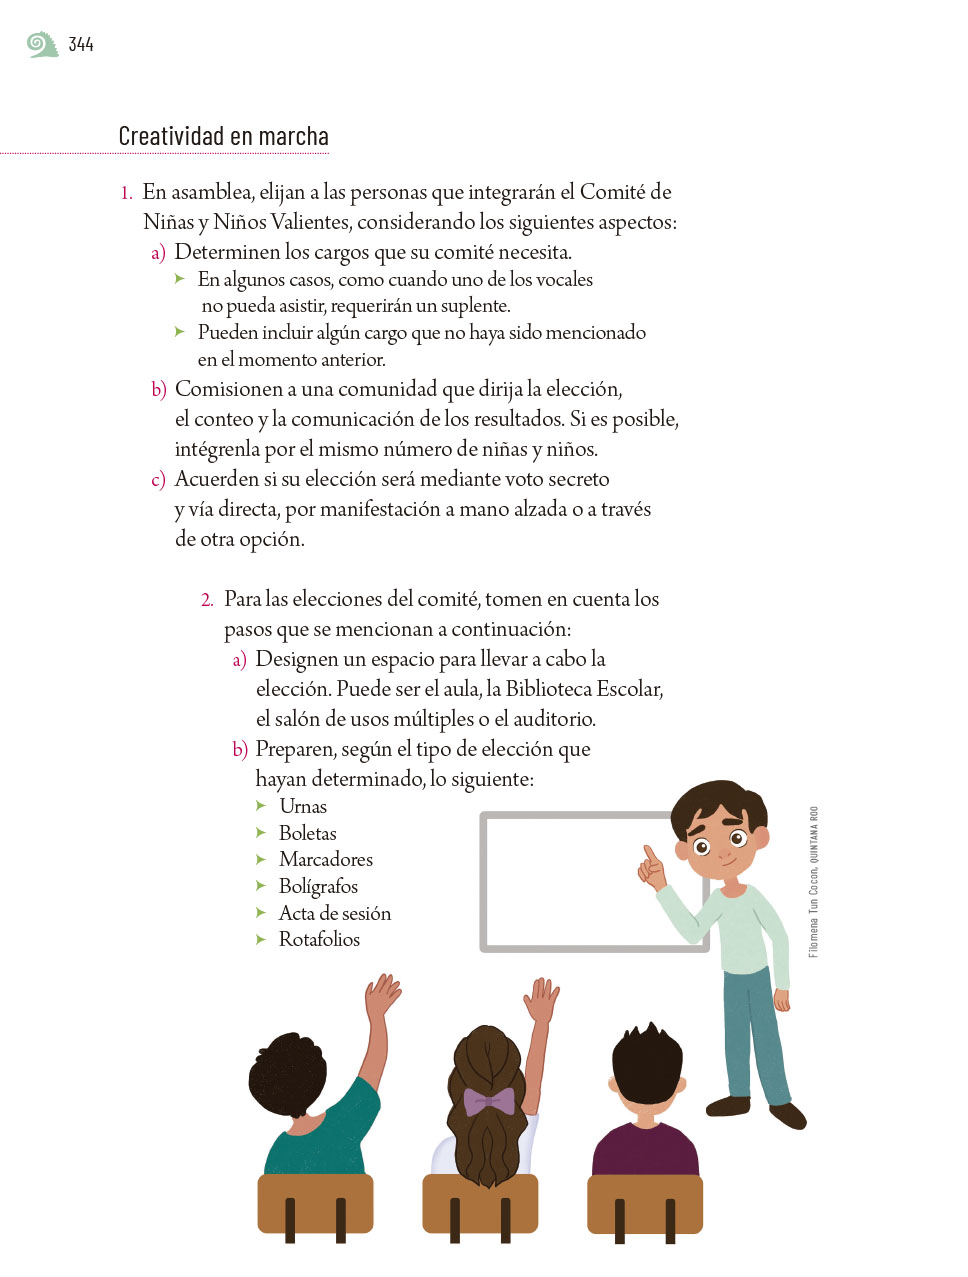 344
Creatividad en marcha
1. En asamblea, elijan a las personas que integrarán el Comité de
Niñas y Niños Valientes, considerando los siguientes aspectos:
a) Determinen los cargos que su comité necesita.
➤ En algunos casos, como cuando uno de los vocales
no pueda asistir, requerirán un suplente.
➤ Pueden incluir algún cargo que no haya sido mencionado
en el momento anterior.
b) Comisionen a una comunidad que dirija la elección,
el conteo y la comunicación de los resultados. Si es posible,
intégrenla por el mismo número de niñas y niños.
c) Acuerden si su elección será mediante voto secreto
y vía directa, por manifestación a mano alzada o a través
de otra opción.
2. Para las elecciones del comité, tomen en cuenta los
pasos que se mencionan a continuación:
a) Designen un espacio para llevar a cabo la
elección. Puede ser el aula, la Biblioteca Escolar,
el salón de usos múltiples o el auditorio.
b) Preparen, según el tipo de elección que
hayan determinado, lo siguiente:
➤ Urnas
➤ Boletas
➤ Marcadores
➤ Bolígrafos
➤ Acta de sesión
➤ Rotafolios
Filomena Tun Cocon, QUINTANA ROO